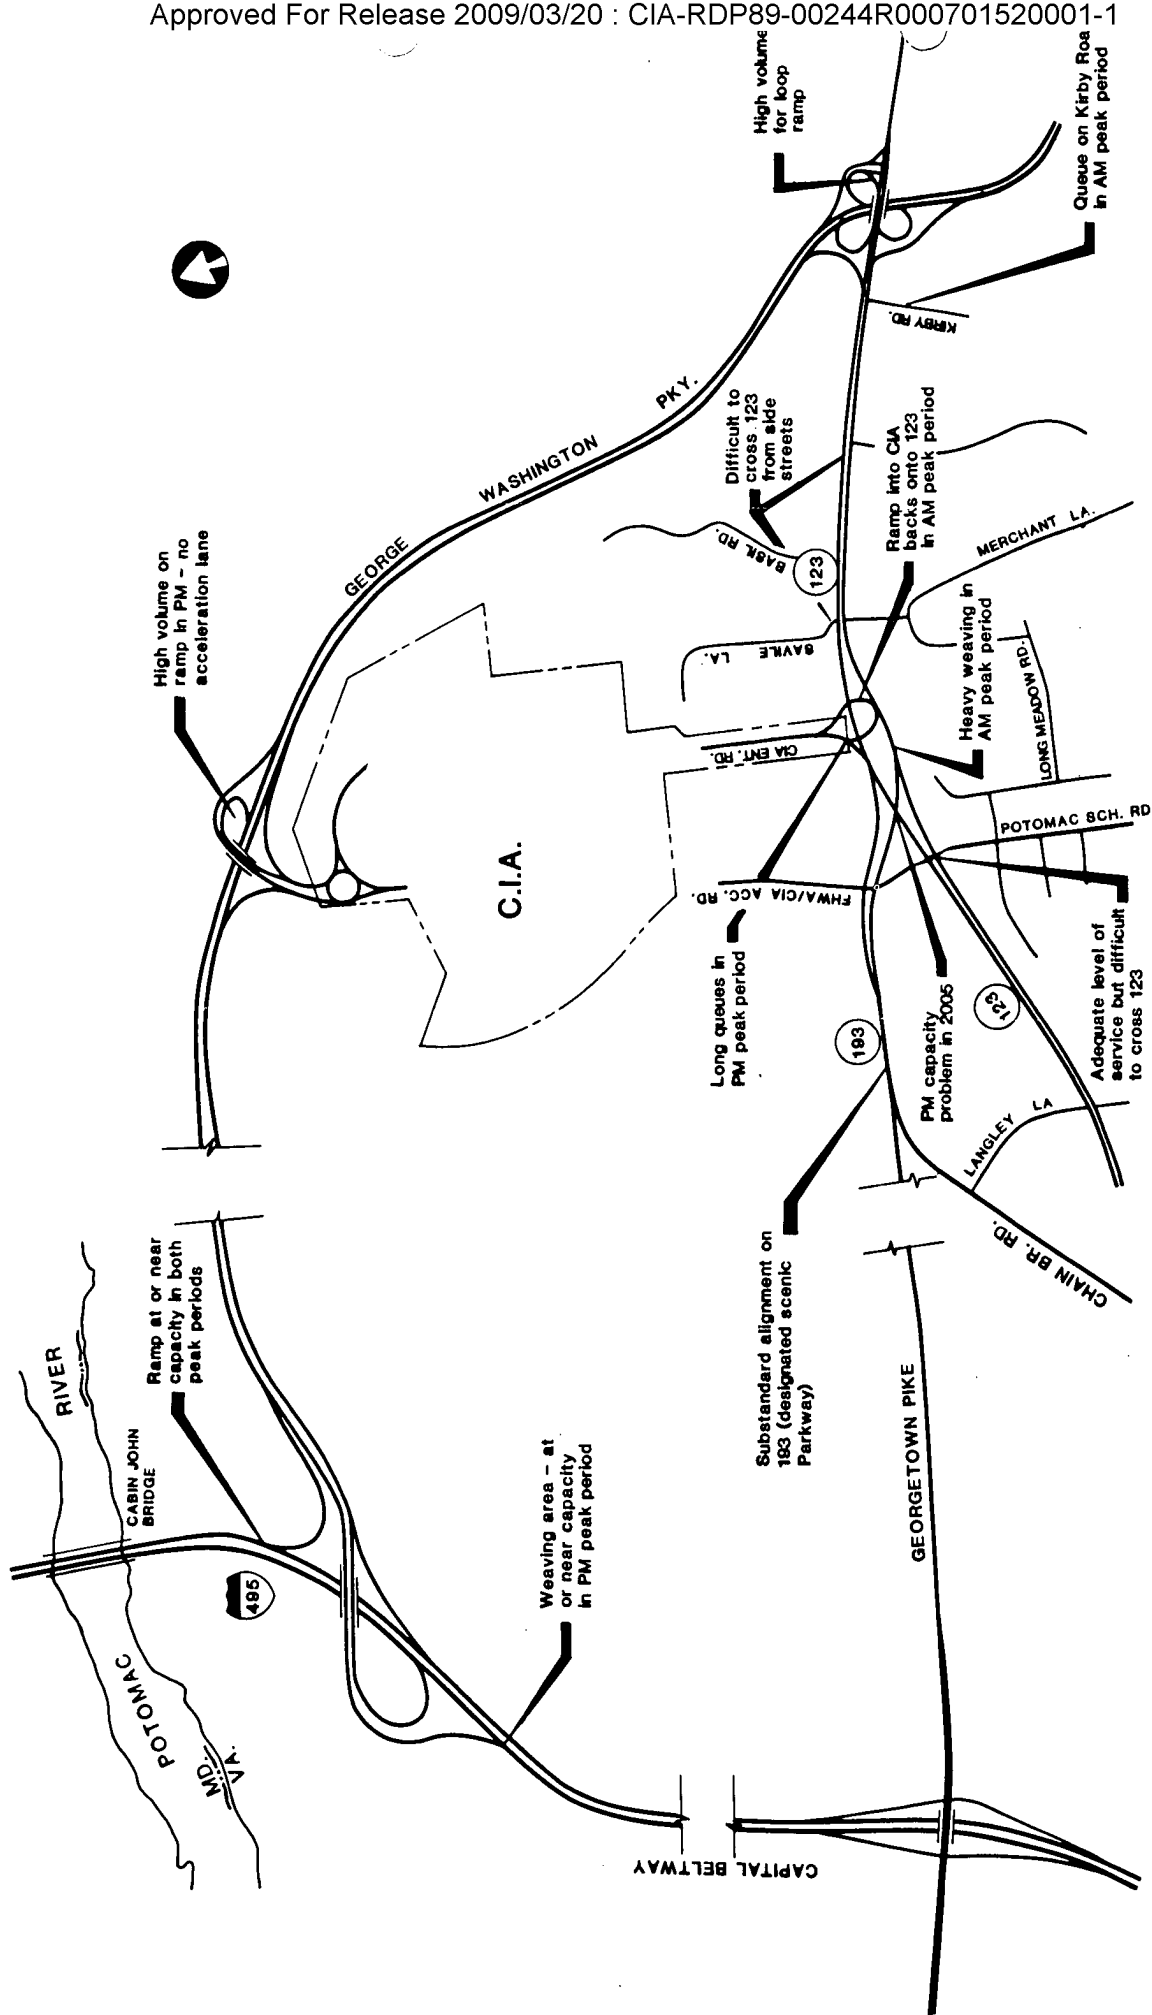 Approved For Release 2009/03/20 : CIA-RDP89-00244R000701520001-1
POTOMAC
RIVER
MD.
VA.
CABIN JOHN
BRIDGE
495
Ramp at or near
capacity in both
peak periods
Weaving area - at
or near capacity
in PM peak period
CAPITAL BELTWAY
GEORGETOWN PIKE
Substandard alignment on
193 (designated scenic
Parkway)
CHAIN BR. RD.
LANGLEY LA
193
123
PM capacity
problem in 2005
Adequate level of
service but difficult
to cross 123
Long queues in
PM peak period
FHWA/CIA ACC. RD.
C.I.A.
High volume on
ramp in PM - no
acceleration lane
GEORGE WASHINGTON PKY.
CIA ENT. RD.
POTOMAC SCH. RD
LONG MEADOW RD.
Heavy weaving in
AM peak period
SAVILE LA.
MERCHANT LA.
123
BASIL RD.
Ramp into CIA
backs onto 123
in AM peak period
Difficult to
cross 123
from side
streets
KIRBY RD.
High volume
for loop
ramp
Queue on Kirby Roa
in AM peak period